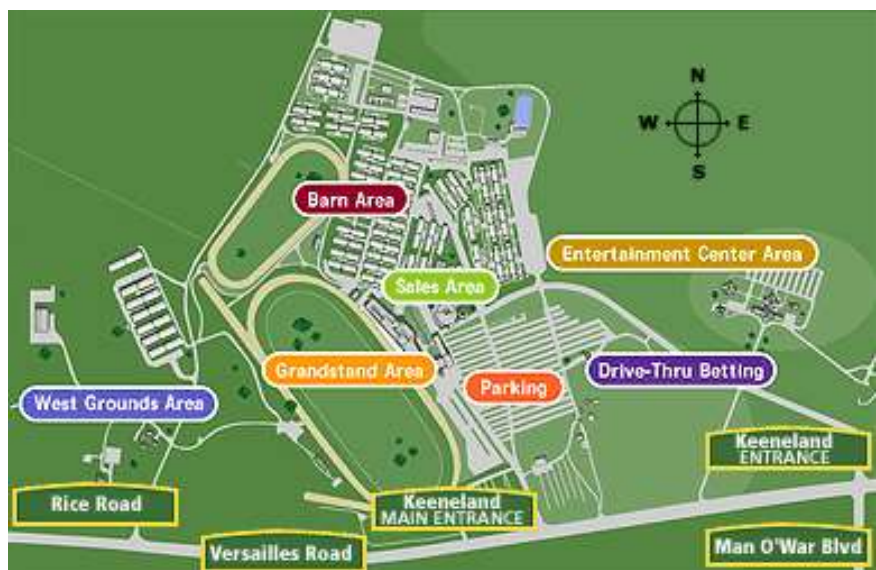 N
W E
S
Barn Area
Entertainment Center Area
Sales Area
Grandstand Area
Drive-Thru Betting
Parking
West Grounds Area
Keeneland
ENTRANCE
Rice Road
Keeneland
MAIN ENTRANCE
Versailles Road
Man O'War Blvd